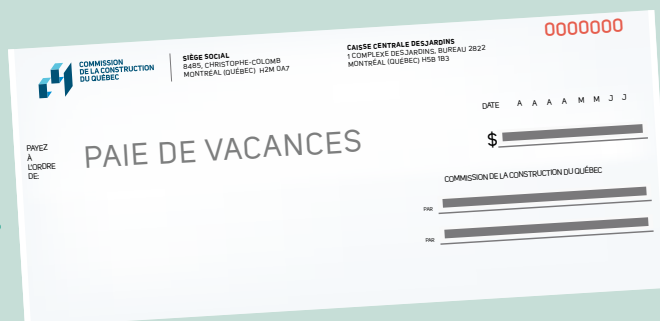 COMMISSION
DE LA CONSTRUCTION
DU QUÉBEC
SIÈGE SOCIAL
8485, CHRISTOPHE-COLOMB
MONTRÉAL (QUÉBEC) H2M 0A7
CAISSE CENTRALE DESJARDINS
1 COMPLEXE DESJARDINS, BUREAU 2822
MONTRÉAL (QUÉBEC) H5B 1B3
0000000
DATE A A A A M M J J
PAYEZ
À
L'ORDRE
DE:
PAIE DE VACANCES
$
COMMISSION DE LA CONSTRUCTION DU QUÉBEC
PAR
PAR